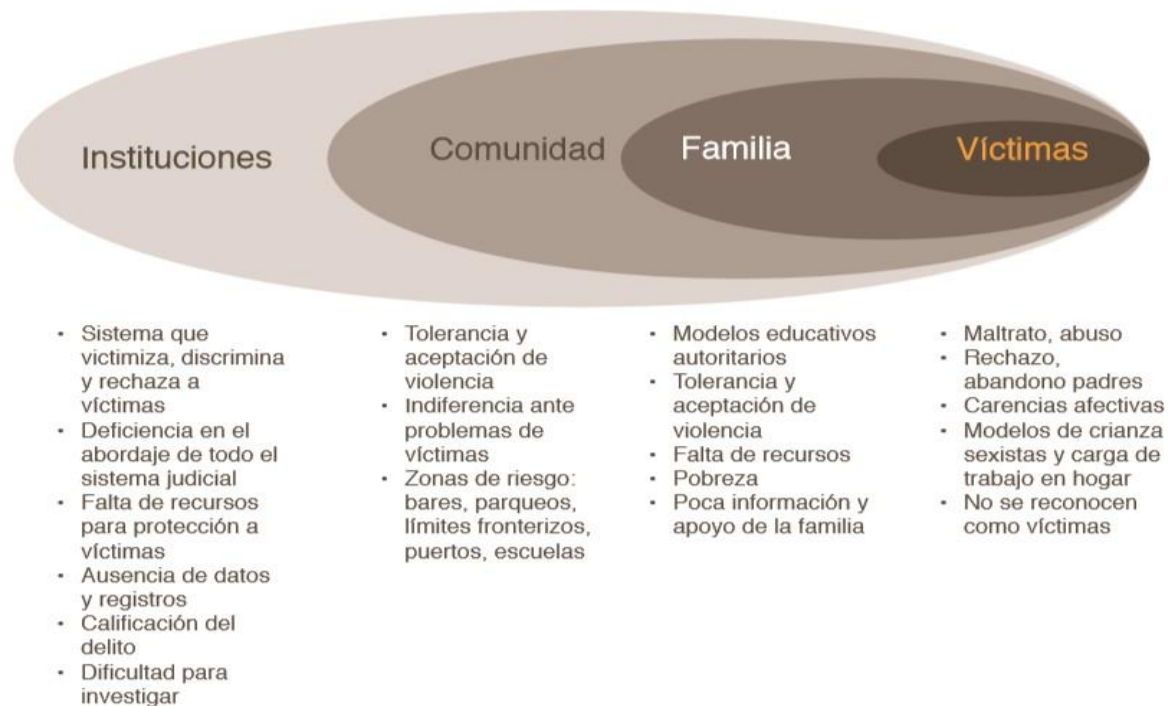 Instituciones
Comunidad
Familia
Víctimas
• Sistema que
victimiza, discrimina
y rechaza a
víctimas
• Deficiencia en el
abordaje de todo el
sistema judicial
• Falta de recursos
para protección a
víctimas
• Ausencia de datos
y registros
• Calificación del
delito
• Dificultad para
investigar
• Tolerancia y
aceptación de
violencia
• Indiferencia ante
problemas de
víctimas
• Zonas de riesgo:
bares, parqueos,
límites fronterizos,
puertos, escuelas
• Modelos educativos
autoritarios
• Tolerancia y
aceptación de
violencia
• Falta de recursos
• Pobreza
• Poca información y
apoyo de la familia
• Maltrato, abuso
• Rechazo,
abandono padres
• Carencias afectivas
• Modelos de crianza
sexistas y carga de
trabajo en hogar
• No se reconocen
como víctimas